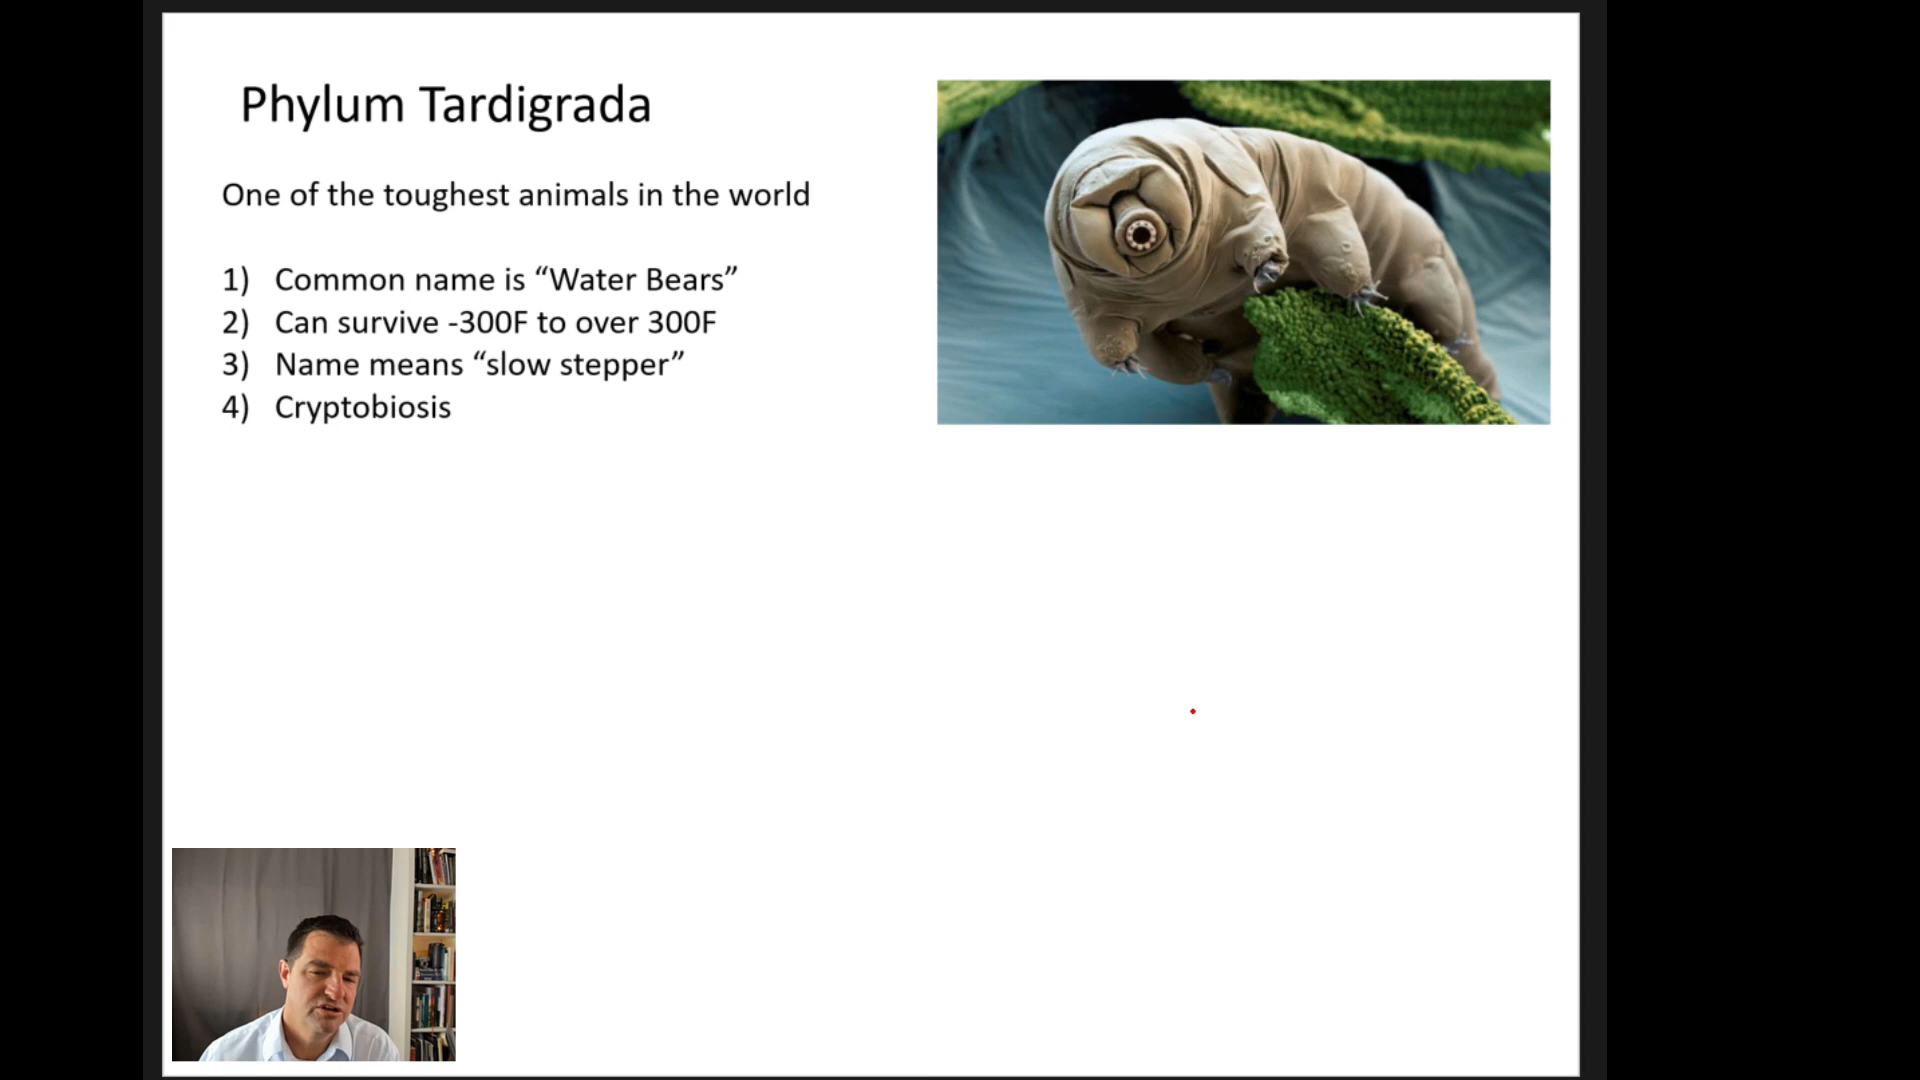 Phylum Tardigrada
One of the toughest animals in the world
1) Common name is “Water Bears”
2) Can survive -300F to over 300F
3) Name means “slow stepper”
4) Cryptobiosis